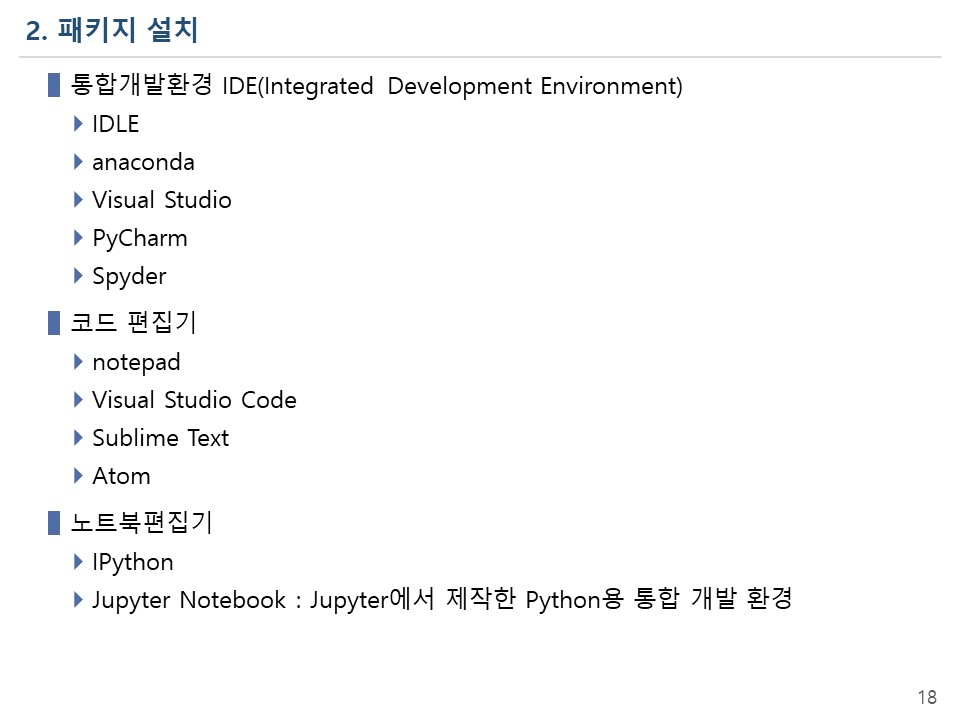 2. 패키지 설치
통합개발환경 IDE(Integrated Development Environment)
IDLE
anaconda
Visual Studio
PyCharm
Spyder
코드 편집기
notepad
Visual Studio Code
Sublime Text
Atom
노트북편집기
IPython
Jupyter Notebook : Jupyter에서 제작한 Python용 통합 개발 환경
18